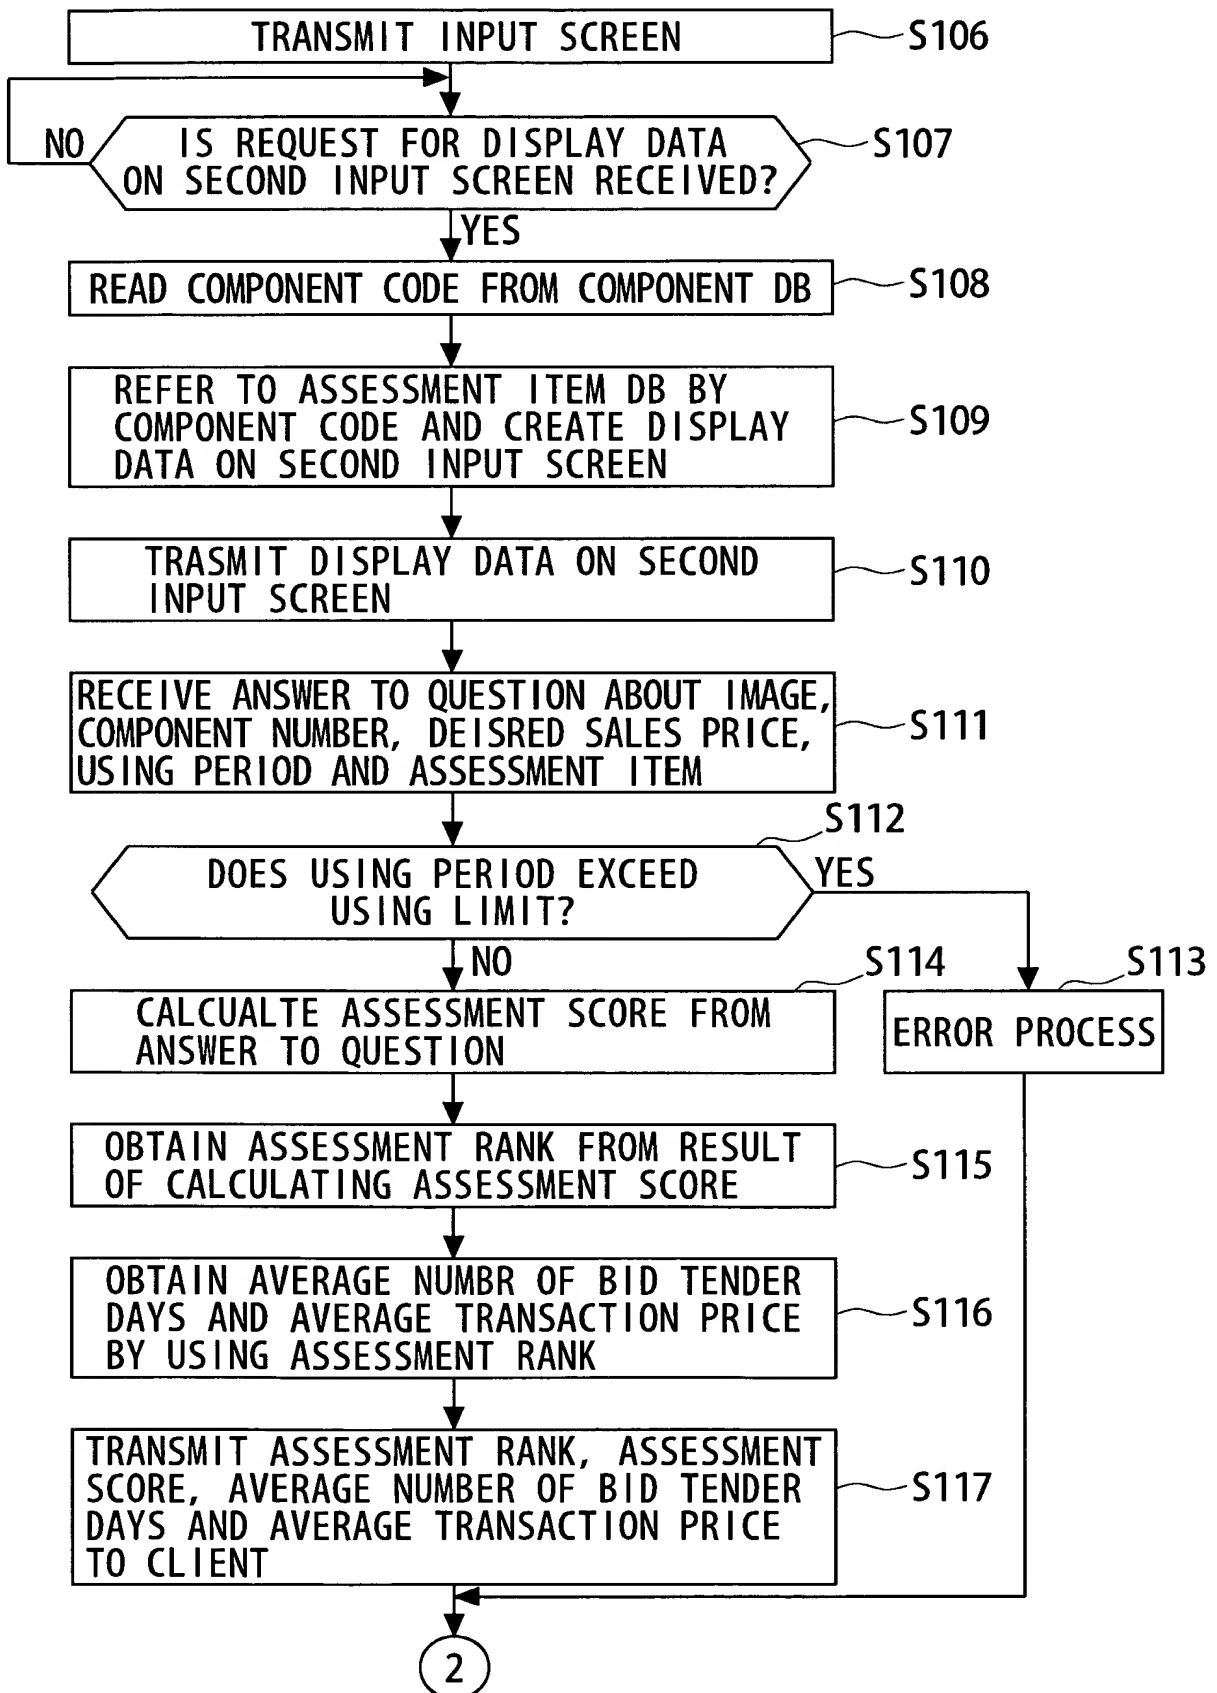 TRANSMIT INPUT SCREEN
S106
NO
IS REQUEST FOR DISPLAY DATA
ON SECOND INPUT SCREEN RECEIVED?
S107
YES
READ COMPONENT CODE FROM COMPONENT DB
S108
REFER TO ASSESSMENT ITEM DB BY
COMPONENT CODE AND CREATE DISPLAY
DATA ON SECOND INPUT SCREEN
S109
TRASMIT DISPLAY DATA ON SECOND
INPUT SCREEN
S110
RECEIVE ANSWER TO QUESTION ABOUT IMAGE,
COMPONENT NUMBER, DEISRED SALES PRICE,
USING PERIOD AND ASSESSMENT ITEM
S111
S112
DOES USING PERIOD EXCEED
USING LIMIT?
YES
NO
S114
S113
CALCUALTE ASSESSMENT SCORE FROM
ANSWER TO QUESTION
ERROR PROCESS
OBTAIN ASSESSMENT RANK FROM RESULT
OF CALCULATING ASSESSMENT SCORE
S115
OBTAIN AVERAGE NUMBR OF BID TENDER
DAYS AND AVERAGE TRANSACTION PRICE
BY USING ASSESSMENT RANK
S116
TRANSMIT ASSESSMENT RANK, ASSESSMENT
SCORE, AVERAGE NUMBER OF BID TENDER
DAYS AND AVERAGE TRANSACTION PRICE
TO CLIENT
S117
2